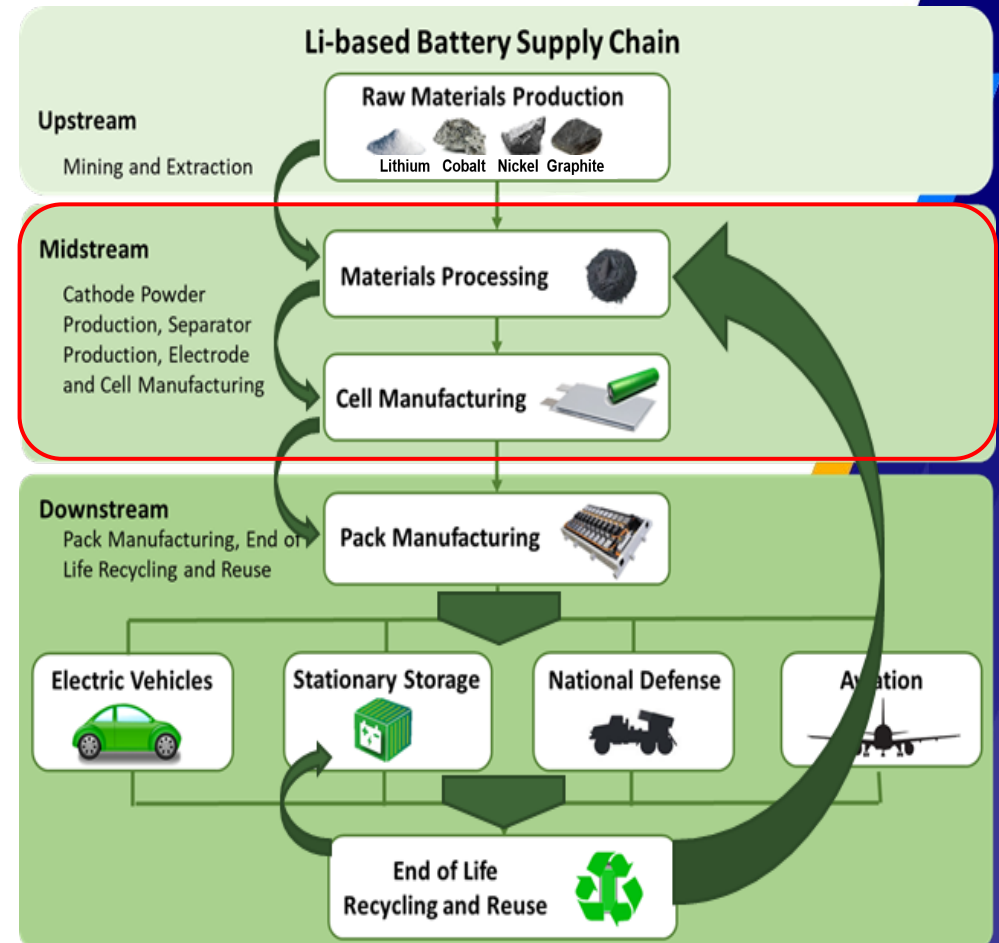 Li-based Battery Supply Chain
Upstream
Mining and Extraction
Raw Materials Production
Lithium Cobalt Nickel Graphite
Midstream
Cathode Powder
Production, Separator
Production, Electrode
and Cell Manufacturing
Materials Processing
Cell Manufacturing
Downstream
Pack Manufacturing, End of
Life Recycling and Reuse
Pack Manufacturing
Electric Vehicles
Stationary Storage
National Defense
Aviation
End of Life
Recycling and Reuse